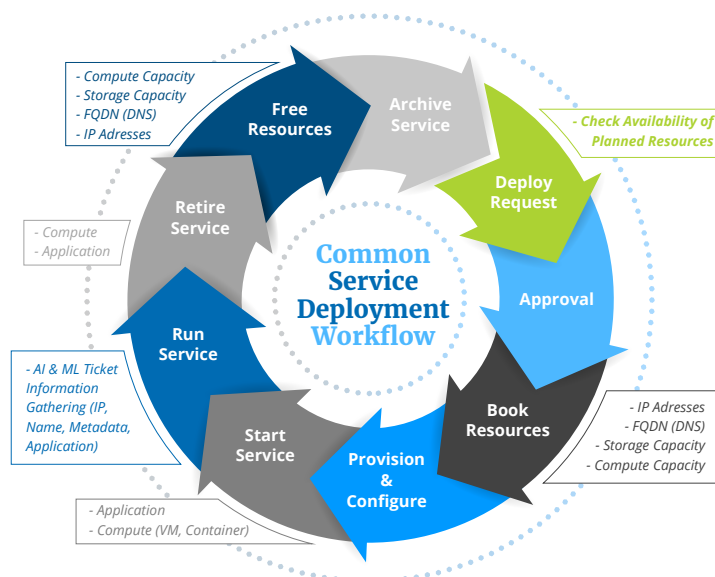 - Compute Capacity
- Storage Capacity
- FQDN (DNS)
- IP Adresses
Free
Resources
Archive
Service
- Check Availability of
Planned Resources
Deploy
Request
Retire
Service
- Compute
- Application
Common
Service
Deployment
Workflow
Approval
Run
Service
- AI & ML Ticket
Information
Gathering (IP,
Name, Metadata,
Application)
Book
Resources
- IP Adresses
- FQDN (DNS)
- Storage Capacity
- Compute Capacity
Start
Service
Provision
&
Configure
- Application
- Compute (VM, Container)